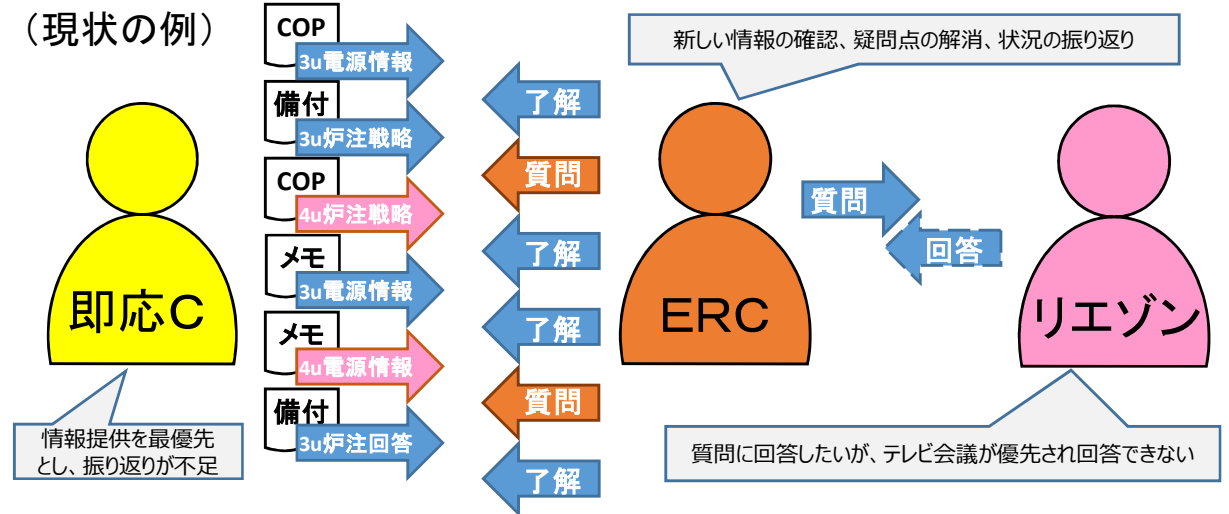 （現状の例）
COP
3u電源情報
備付
3u炉注戦略
COP
4u炉注戦略
メモ
3u電源情報
メモ
4u電源情報
備付
3u炉注回答
了解
質問
了解
了解
質問
了解
新しい情報の確認、疑問点の解消、状況の振り返り
質問
回答
即応C
ERC
リエゾン
情報提供を最優先
とし、振り返りが不足
質問に回答したいが、テレビ会議が優先され回答できない